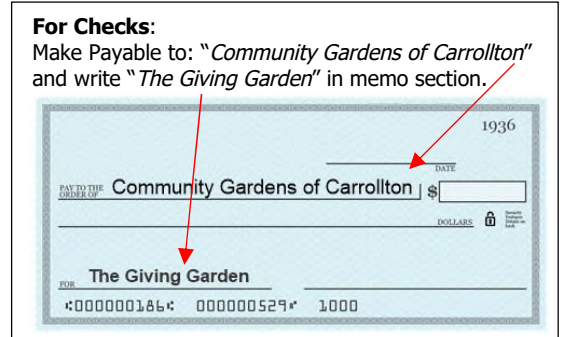 For Checks:
Make Payable to: “Community Gardens of Carrollton”
and write “The Giving Garden” in memo section.
1936
DATE
PAY TO THE
ORDER OF Community Gardens of Carrollton $
DOLLARS
FOR The Giving Garden
⑆000000186⑆ 000000529⑈ 1000